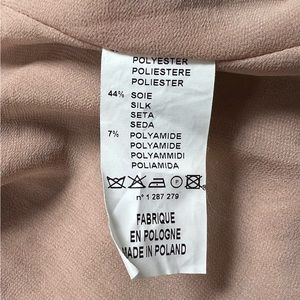 POLYESTER
POLIESTERE
POLIESTER
44% SOIE
SILK
SETA
SEDA
7% POLYAMIDE
POLYAMIDE
POLYAMMIDI
POLIAMIDA
n° 1 287 279
FABRIQUE
EN POLOGNE
MADE IN POLAND